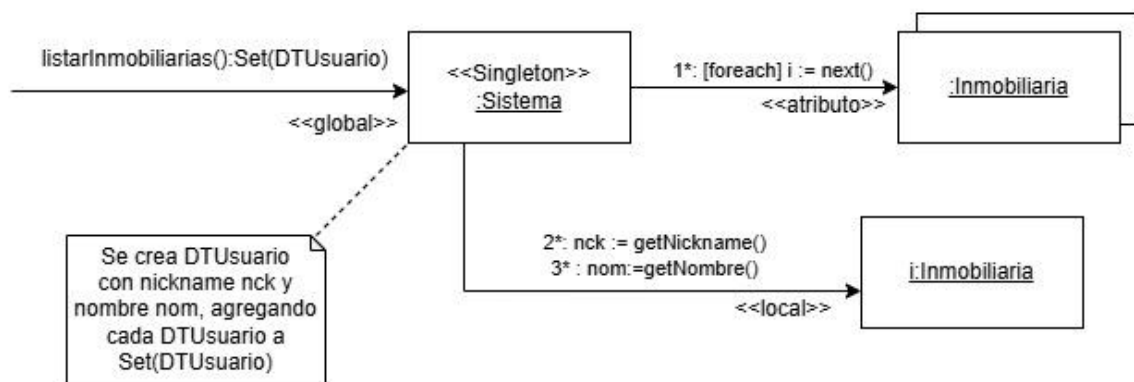 listarInmobiliarias():Set(DTUsuario)
<<global>>
<<Singleton>>
:Sistema
1*: [foreach] i := next()
<<atributo>>
:Inmobiliaria
2*: nck := getNickname()
3* : nom:=getNombre()
<<local>>
i:Inmobiliaria
Se crea DTUsuario
con nickname nck y
nombre nom, agregando
cada DTUsuario a
Set(DTUsuario)